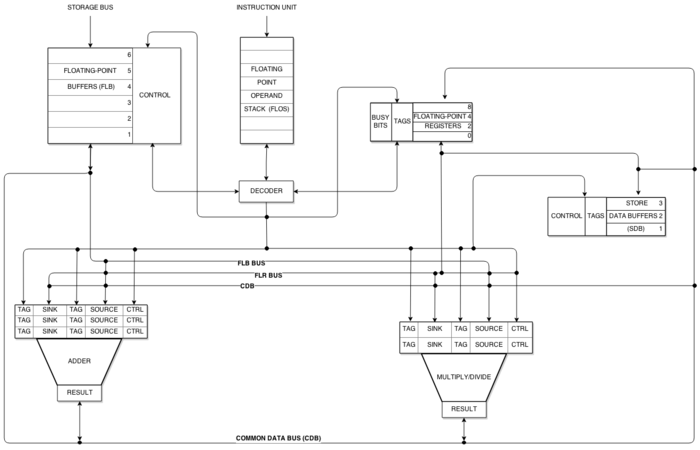 STORAGE BUS
INSTRUCTION UNIT
6
FLOATING-POINT 5
BUFFERS (FLB) 4
3
2
1
CONTROL
FLOATING
POINT
OPERAND
STACK (FLOS)
BUSY
BITS
TAGS
8
FLOATING-POINT 4
REGISTERS 2
0
DECODER
CONTROL
TAGS
STORE 3
DATA BUFFERS 2
(SDB) 1
FLB BUS
FLR BUS
CDB
TAG SINK TAG SOURCE CTRL
TAG SINK TAG SOURCE CTRL
TAG SINK TAG SOURCE CTRL
ADDER
RESULT
TAG SINK TAG SOURCE CTRL
TAG SINK TAG SOURCE CTRL
MULTIPLY/DIVIDE
RESULT
COMMON DATA BUS (CDB)